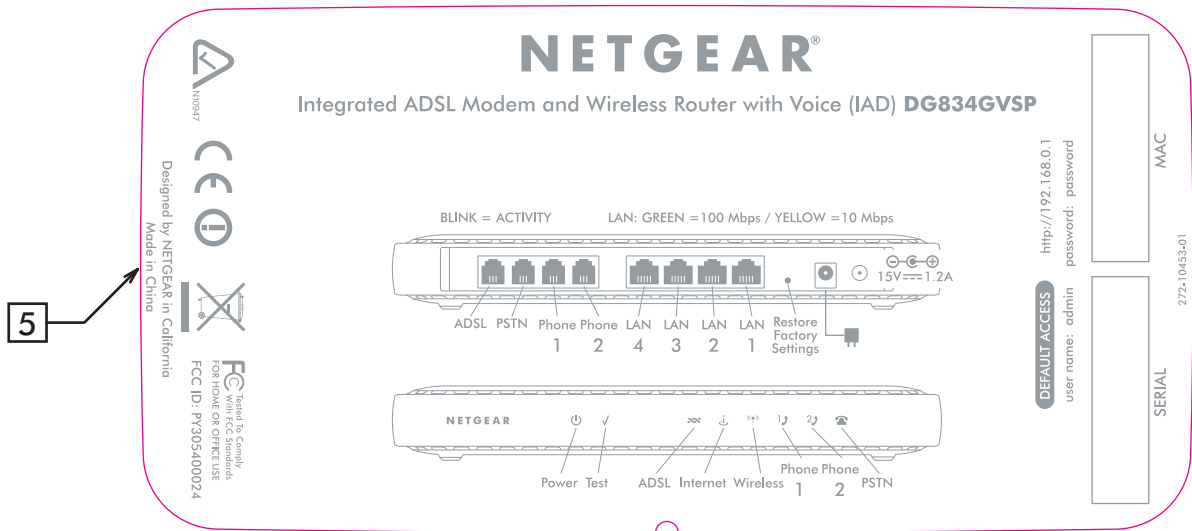 NETGEAR®
Integrated ADSL Modem and Wireless Router with Voice (IAD) DG834GVSP
N10947
Designed by NETGEAR in California
Made in China
5
FC Tested To Comply
With FCC Standards
FOR HOME OR OFFICE USE
FCC ID: PY305400024
BLINK = ACTIVITY
LAN: GREEN =100 Mbps / YELLOW =10 Mbps
15V 1.2A
ADSL PSTN Phone 1 Phone 2 LAN 4 LAN 3 LAN 2 LAN 1
Restore
Factory
Settings
NETGEAR
1 2
Power Test ADSL Internet Wireless Phone 1 Phone 2 PSTN
DEFAULT ACCESS http://192.168.0.1
user name: admin password: password
MAC
SERIAL
272-10453-01